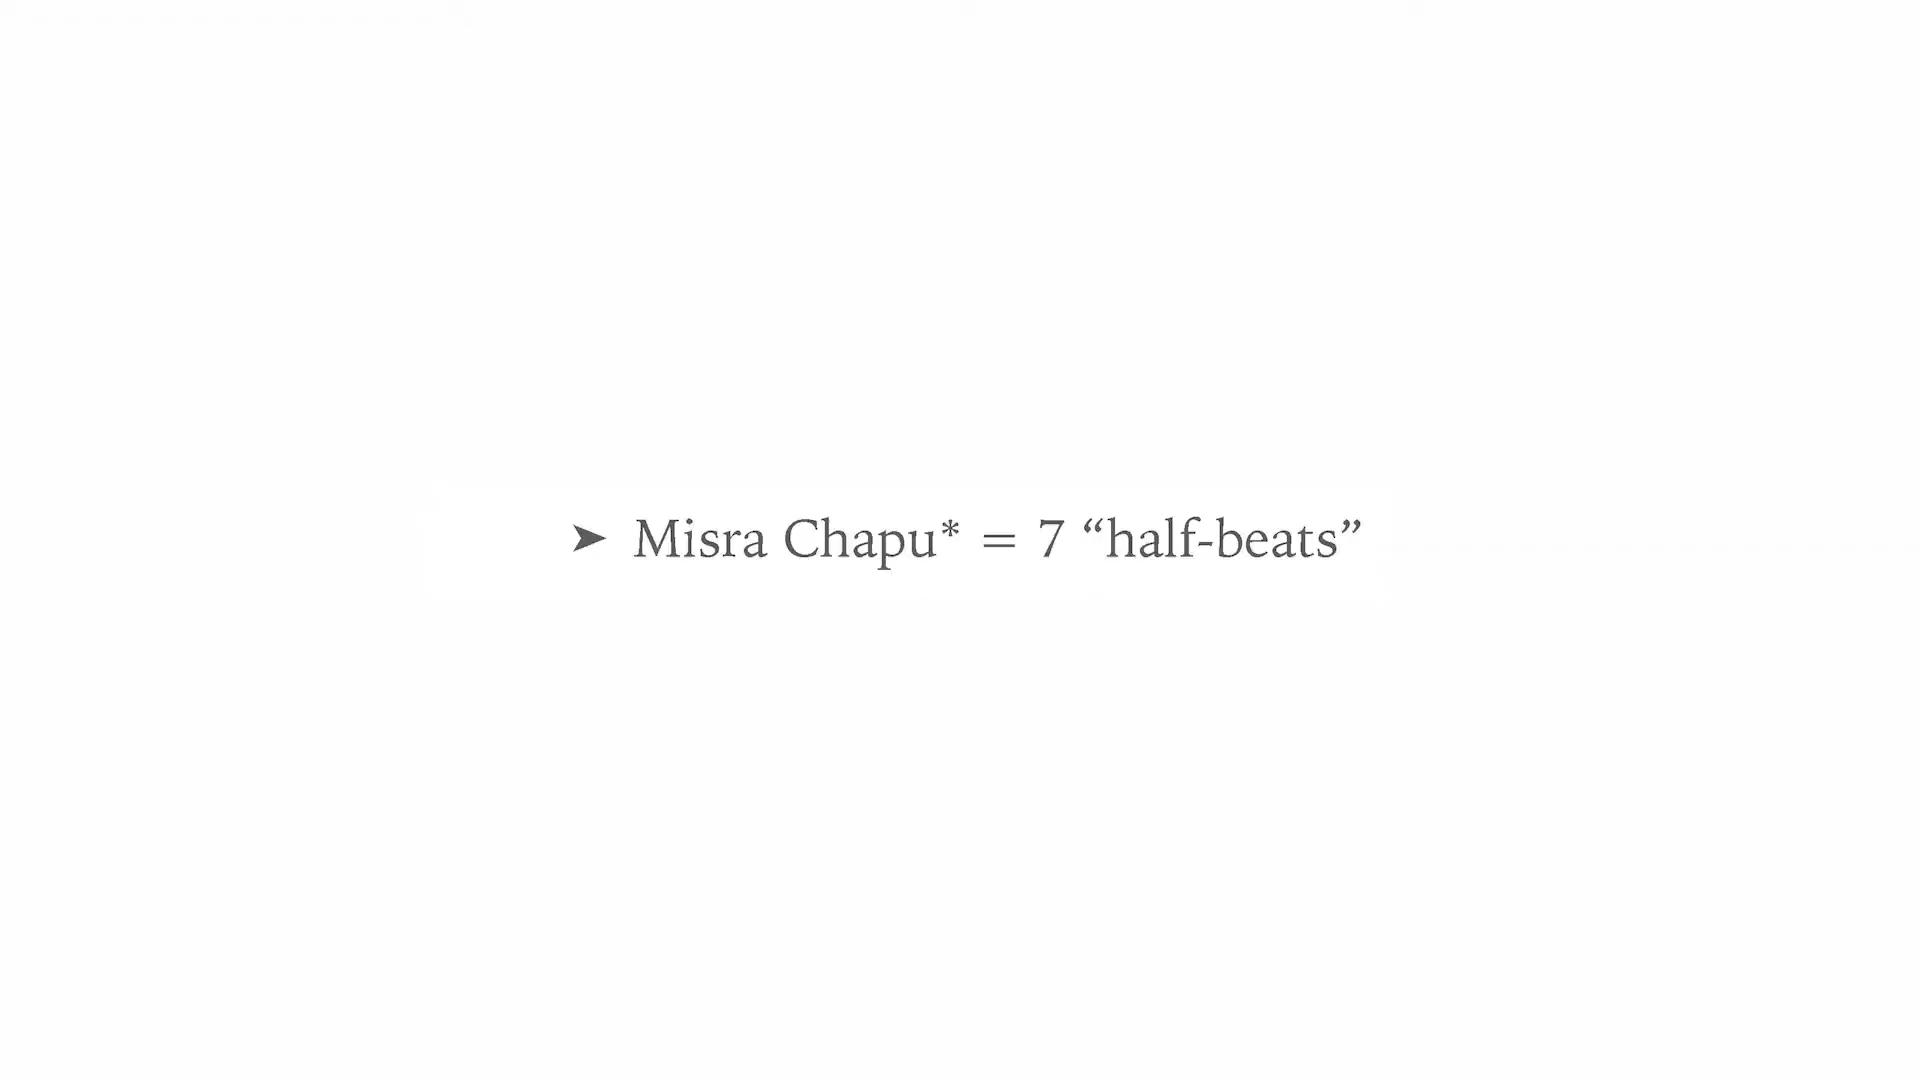 ➤ Misra Chapu* = 7 “half-beats”